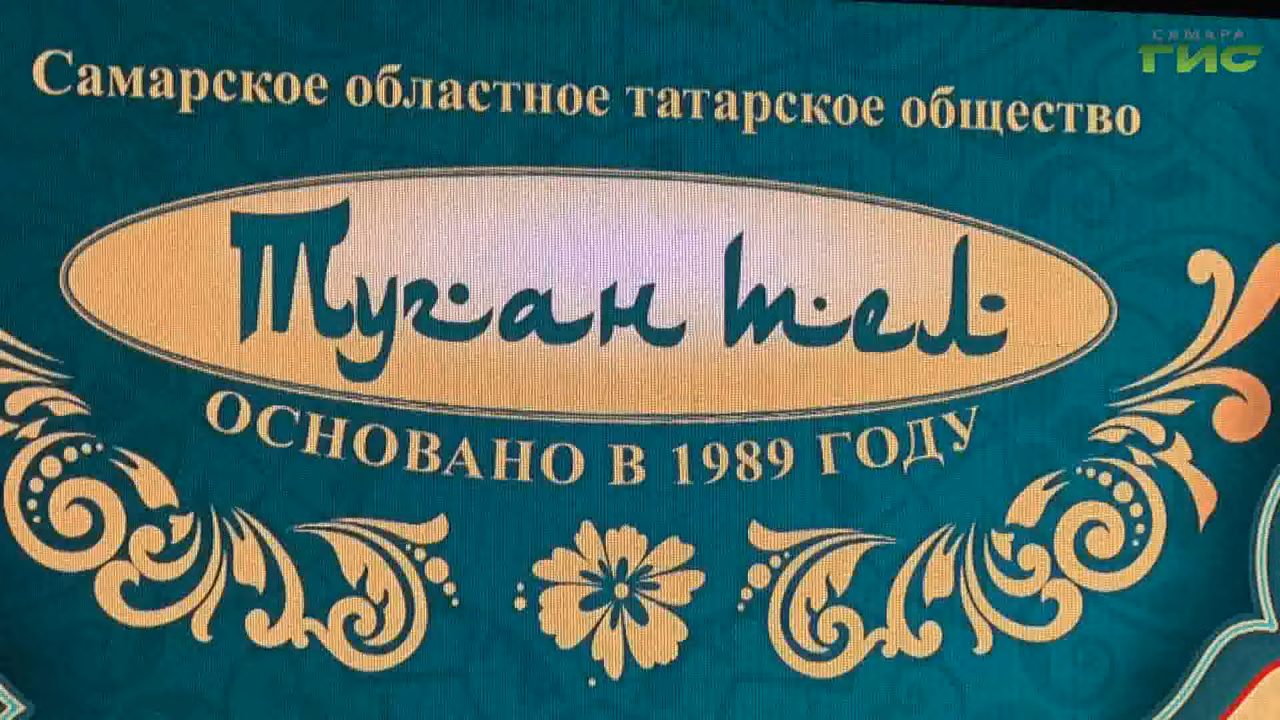 САМАРА
ГИС
Самарское областное татарское общество
Туган тел
ОСНОВАНО В 1989 ГОДУ